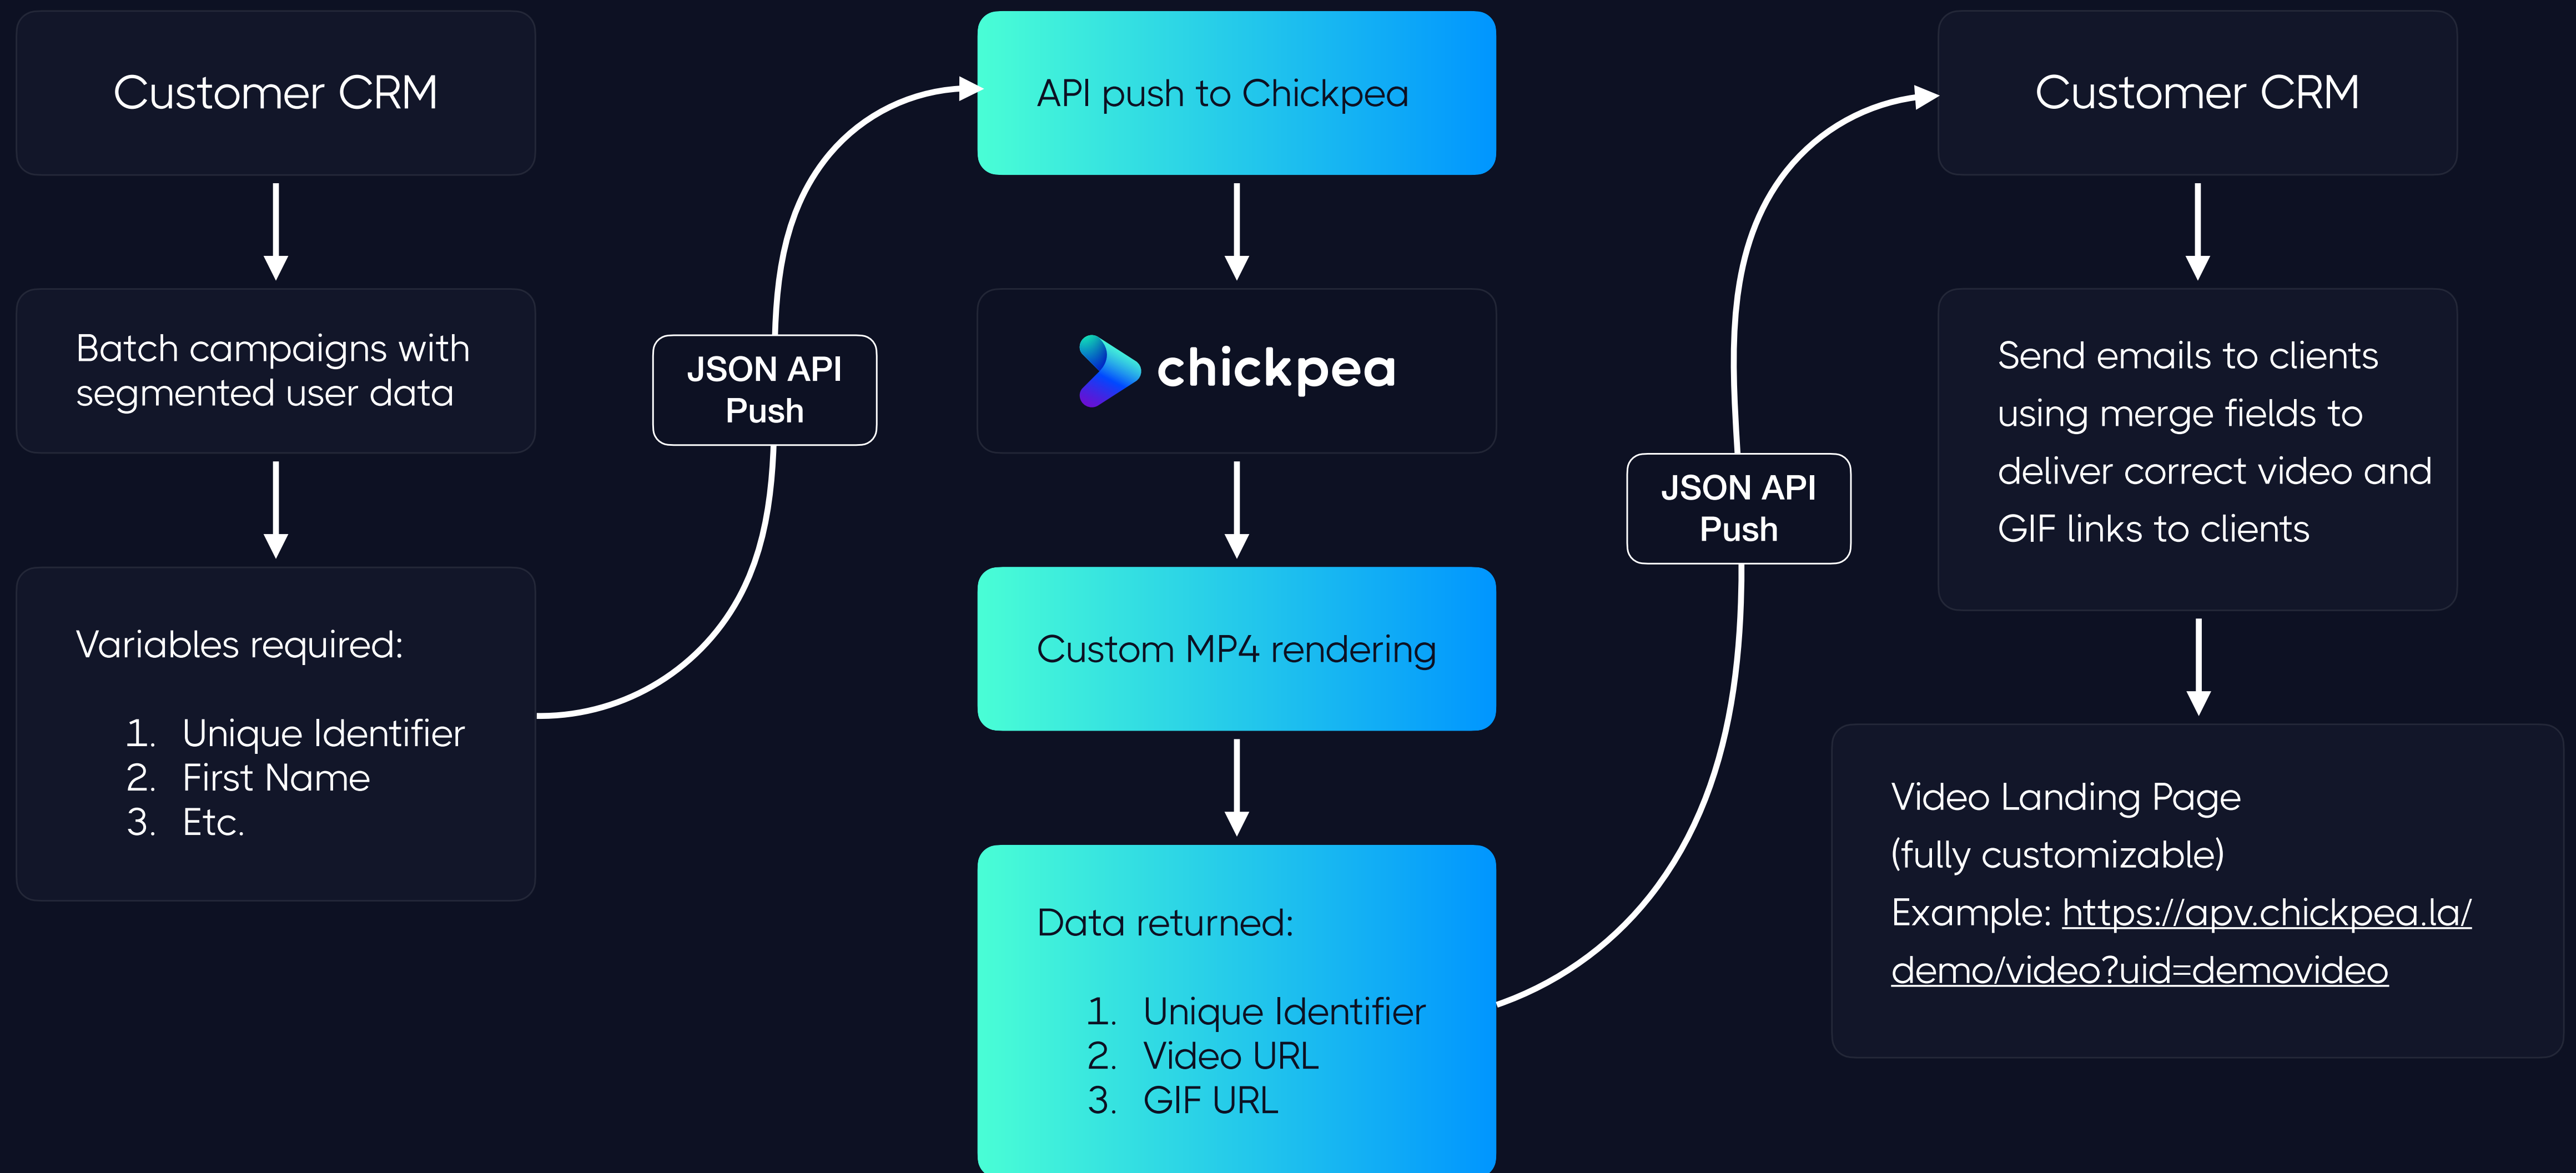 Customer CRM
Batch campaigns with
segmented user data
Variables required:
1. Unique Identifier
2. First Name
3. Etc.
JSON API
Push
API push to Chickpea
chickpea
Custom MP4 rendering
Data returned:
1. Unique Identifier
2. Video URL
3. GIF URL
JSON API
Push
Customer CRM
Send emails to clients
using merge fields to
deliver correct video and
GIF links to clients
Video Landing Page
(fully customizable)
Example: https://apv.chickpea.la/
demo/video?uid=demovideo